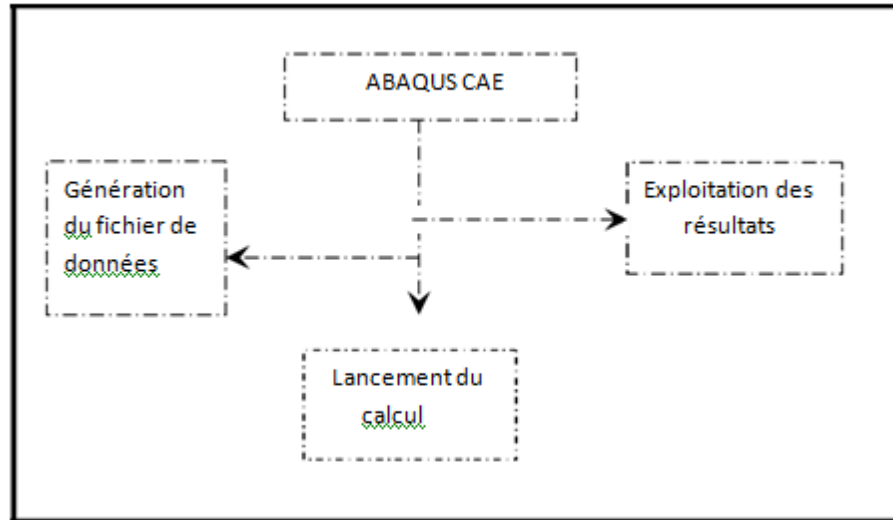 ABAQUS CAE
Génération
du fichier de
données
Exploitation des
résultats
Lancement du
calcul